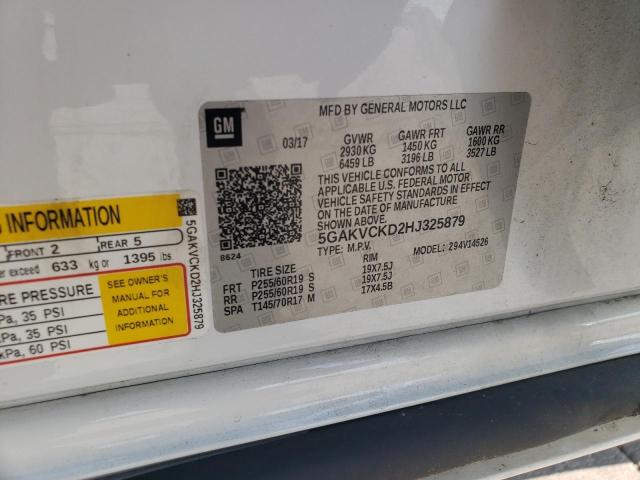 GM
MFD BY GENERAL MOTORS LLC
03/17
GVWR GAWR FRT GAWR RR
2930 KG 1450 KG 1600 KG
6459 LB 3196 LB 3527 LB
THIS VEHICLE CONFORMS TO ALL
APPLICABLE U.S. FEDERAL MOTOR
VEHICLE SAFETY STANDARDS IN EFFECT
ON THE DATE OF MANUFACTURE
SHOWN ABOVE.
8624
5GAKVCKD2HJ325879
TYPE: M.P.V. MODEL: 294V14526
TIRE SIZE RIM
FRT P255/60R19 S 19X7.5J
RR P255/60R19 S 19X7.5J
SPA T145/70R17 M 17X4.5B
INFORMATION
FRONT 2 REAR 5
exceed 633 kg or 1395 lbs
PRESSURE
kPa, 35 PSI
kPa, 35 PSI
kPa, 60 PSI
SEE OWNER'S
MANUAL FOR
ADDITIONAL
INFORMATION
5GAKVCKD2HJ325879